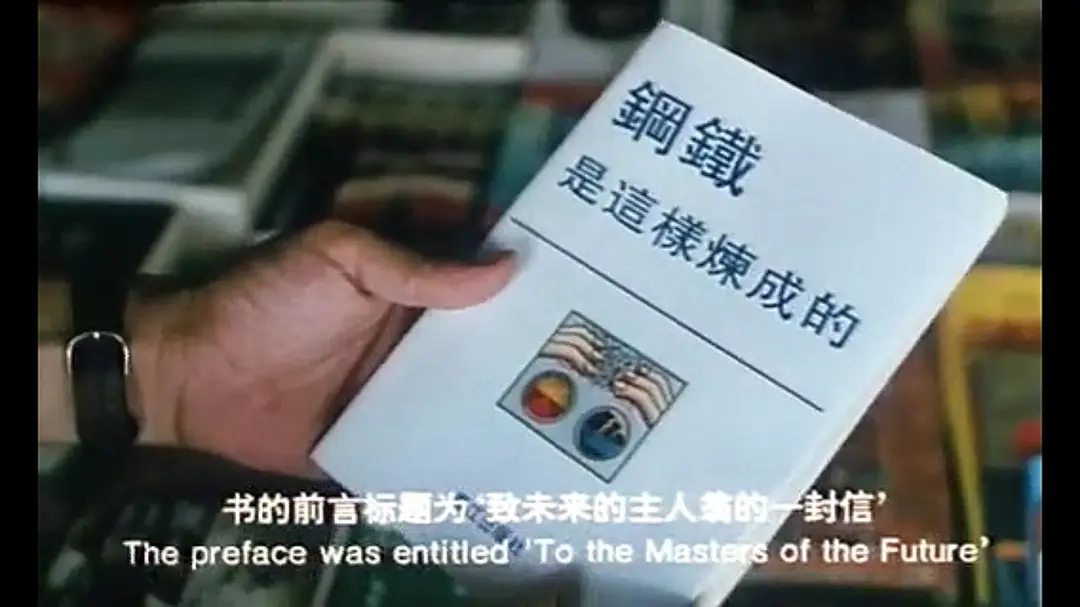 鋼鐵
是這樣煉成的
书的前言标题为‘致未来的主人翁的一封信’
The preface was entitled 'To the Masters of the Future'